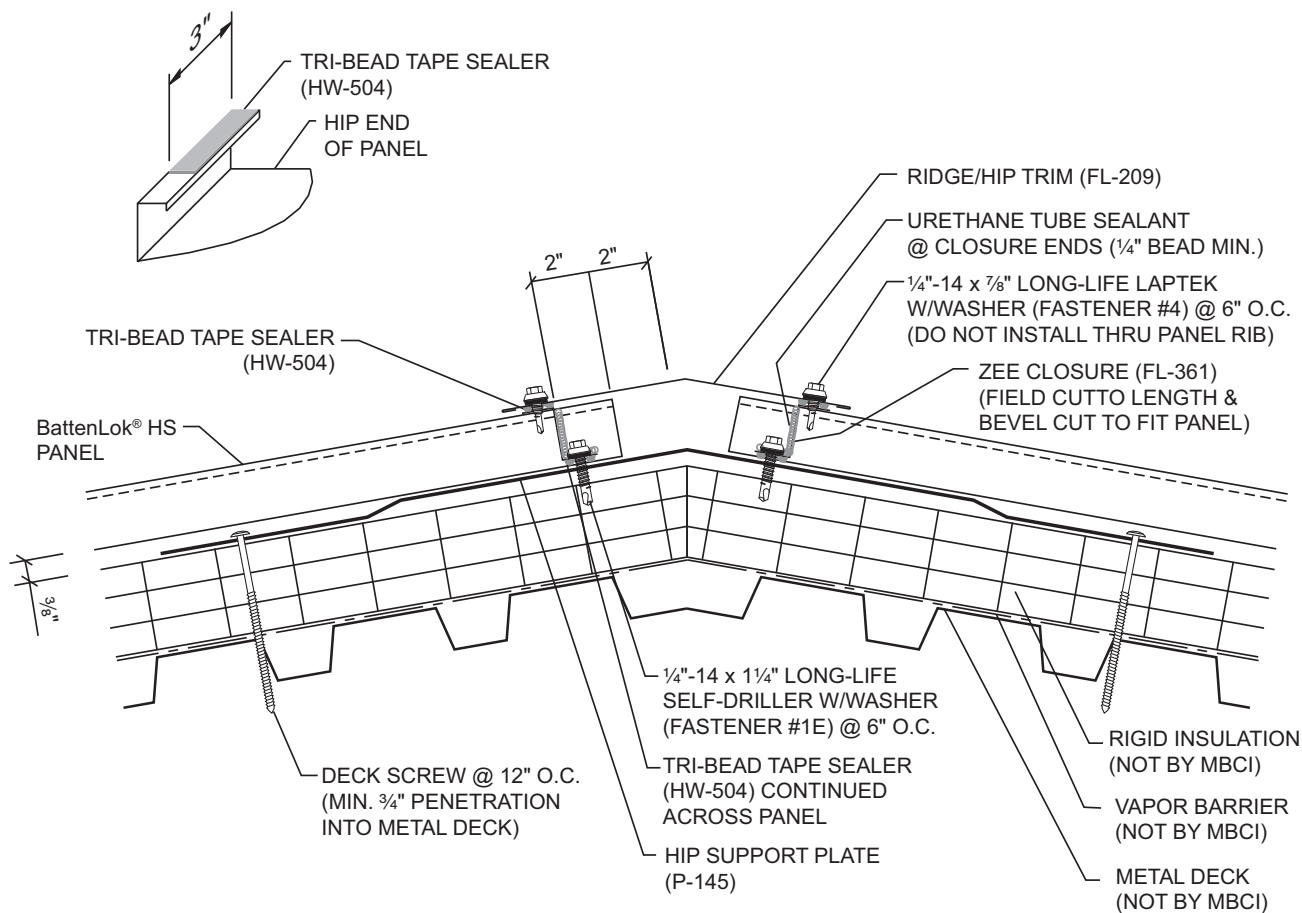 3"
TRI-BEAD TAPE SEALER
(HW-504)
HIP END
OF PANEL
RIDGE/HIP TRIM (FL-209)
URETHANE TUBE SEALANT
@ CLOSURE ENDS (¼" BEAD MIN.)
¼"-14 x ⅞" LONG-LIFE LAPTEK
W/WASHER (FASTENER #4) @ 6" O.C.
(DO NOT INSTALL THRU PANEL RIB)
ZEE CLOSURE (FL-361)
(FIELD CUTTO LENGTH &
BEVEL CUT TO FIT PANEL)
2"
2"
TRI-BEAD TAPE SEALER
(HW-504)
BattenLok® HS
PANEL
⅜"
¼"-14 x 1¼" LONG-LIFE
SELF-DRILLER W/WASHER
(FASTENER #1E) @ 6" O.C.
TRI-BEAD TAPE SEALER
(HW-504) CONTINUED
ACROSS PANEL
HIP SUPPORT PLATE
(P-145)
DECK SCREW @ 12" O.C.
(MIN. ¾" PENETRATION
INTO METAL DECK)
RIGID INSULATION
(NOT BY MBCI)
VAPOR BARRIER
(NOT BY MBCI)
METAL DECK
(NOT BY MBCI)